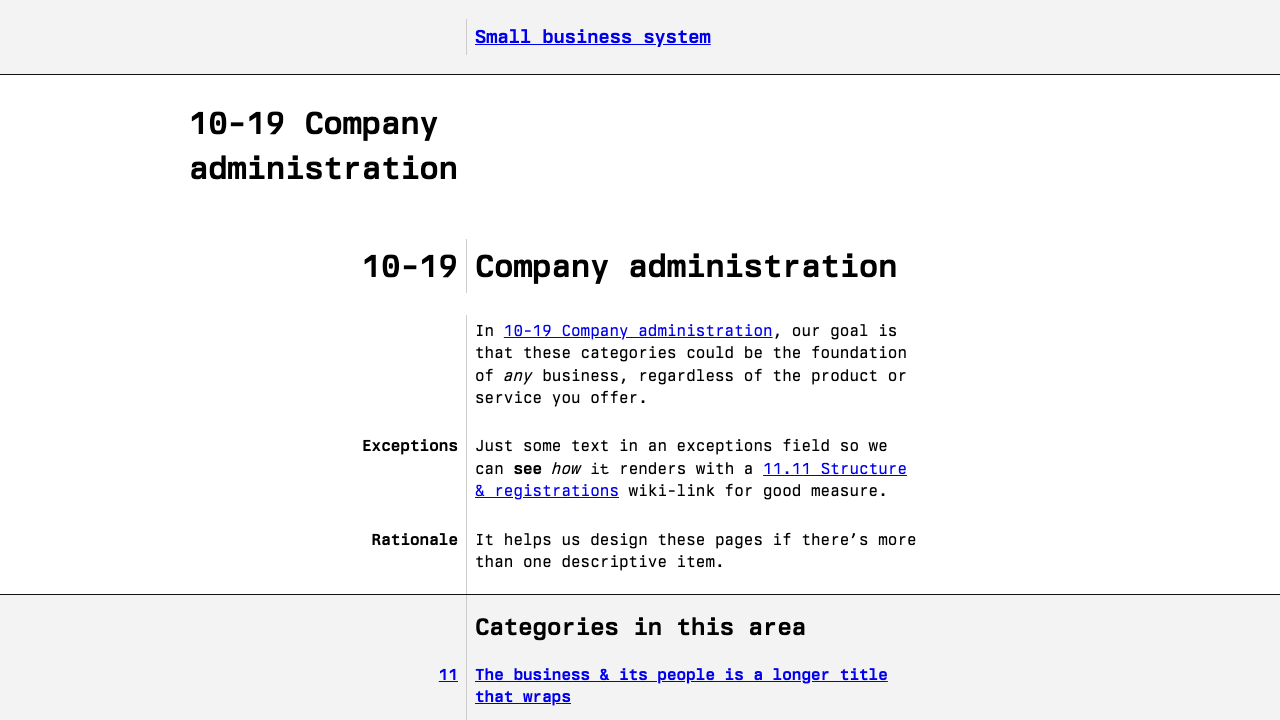 Small business system
10-19 Company
administration
10-19 Company administration
In 10-19 Company administration, our goal is
that these categories could be the foundation
of any business, regardless of the product or
service you offer.
Exceptions Just some text in an exceptions field so we
can see how it renders with a 11.11 Structure
& registrations wiki-link for good measure.
Rationale It helps us design these pages if there’s more
than one descriptive item.
Categories in this area
11 The business & its people is a longer title
that wraps